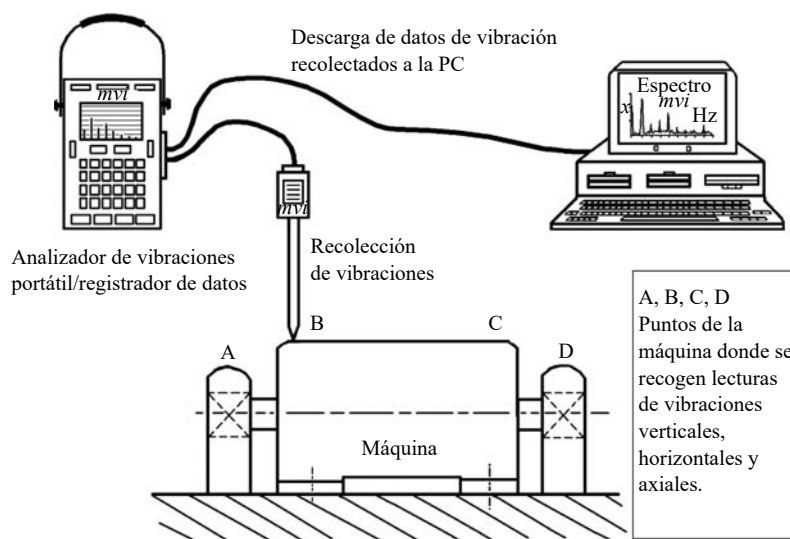 Descarga de datos de vibración
recolectados a la PC
mvi
Espectro
mvi
x
Hz
mvi
Analizador de vibraciones
portátil/registrador de datos
Recolección
de vibraciones
A
B
C
D
Máquina
A, B, C, D
Puntos de la
máquina donde se
recogen lecturas
de vibraciones
verticales,
horizontales y
axiales.